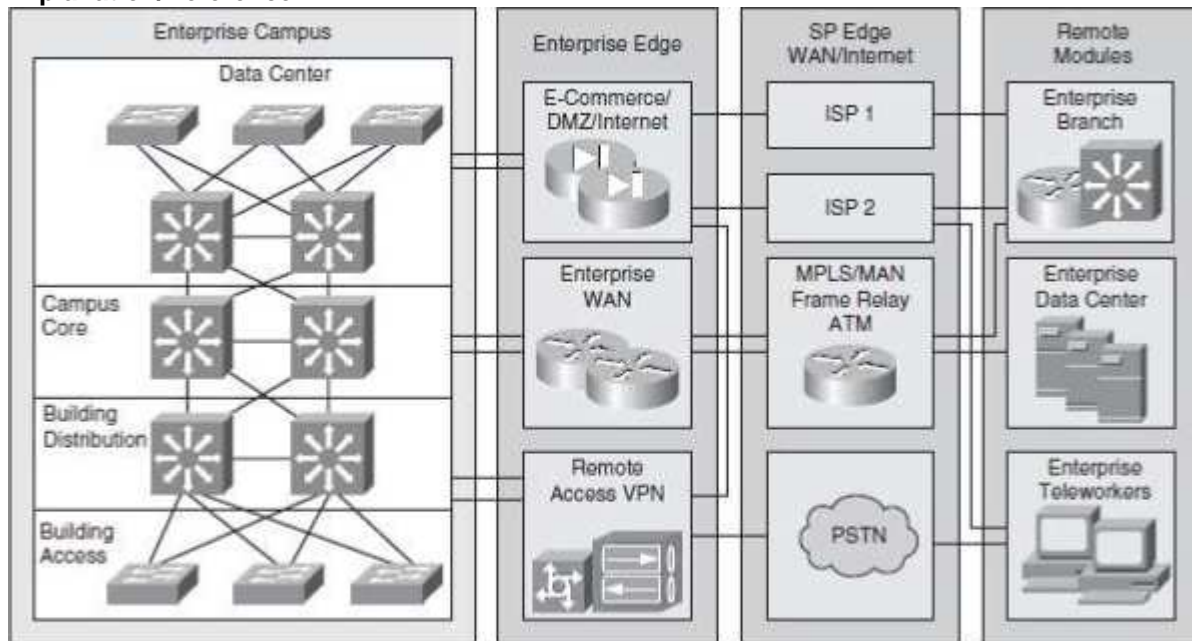 Enterprise Campus
Data Center
Campus
Core
Building
Distribution
Building
Access
Enterprise Edge
E-Commerce/
DMZ/Internet
Enterprise
WAN
Remote
Access VPN
SP Edge
WAN/Internet
ISP 1
ISP 2
MPLS/MAN
Frame Relay
ATM
PSTN
Remote
Modules
Enterprise
Branch
Enterprise
Data Center
Enterprise
Teleworkers